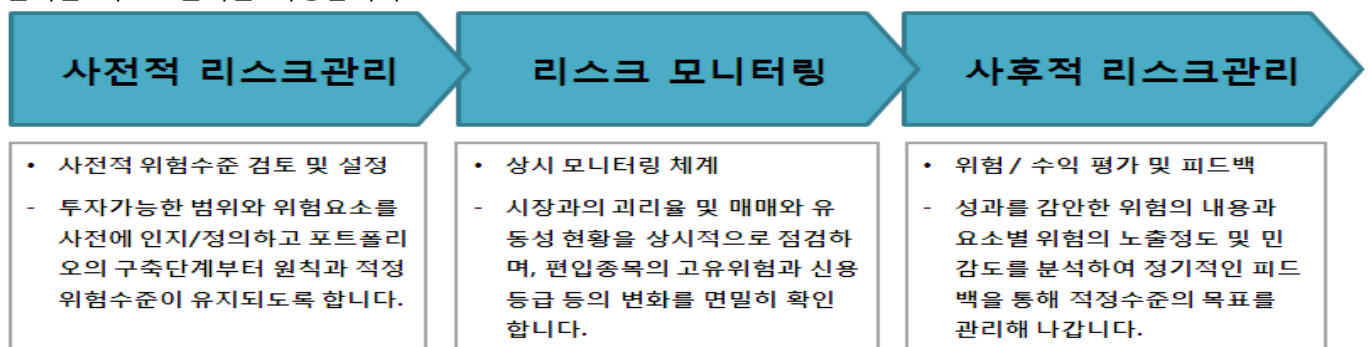 사전적 리스크관리
리스크 모니터링
사후적 리스크관리
• 사전적 위험수준 검토 및 설정
- 투자가능한 범위와 위험요소를
사전에 인지/정의하고 포트폴리
오의 구축단계부터 원칙과 적정
위험수준이 유지되도록 합니다.
• 상시 모니터링 체계
- 시장과의 괴리율 및 매매와 유
동성 현황을 상시적으로 점검하
며, 편입종목의 고유위험과 신용
등급 등의 변화를 면밀히 확인
합니다.
• 위험 / 수익 평가 및 피드백
- 성과를 감안한 위험의 내용과
요소별 위험의 노출정도 및 민
감도를 분석하여 정기적인 피드
백을 통해 적정수준의 목표를
관리해 나갑니다.